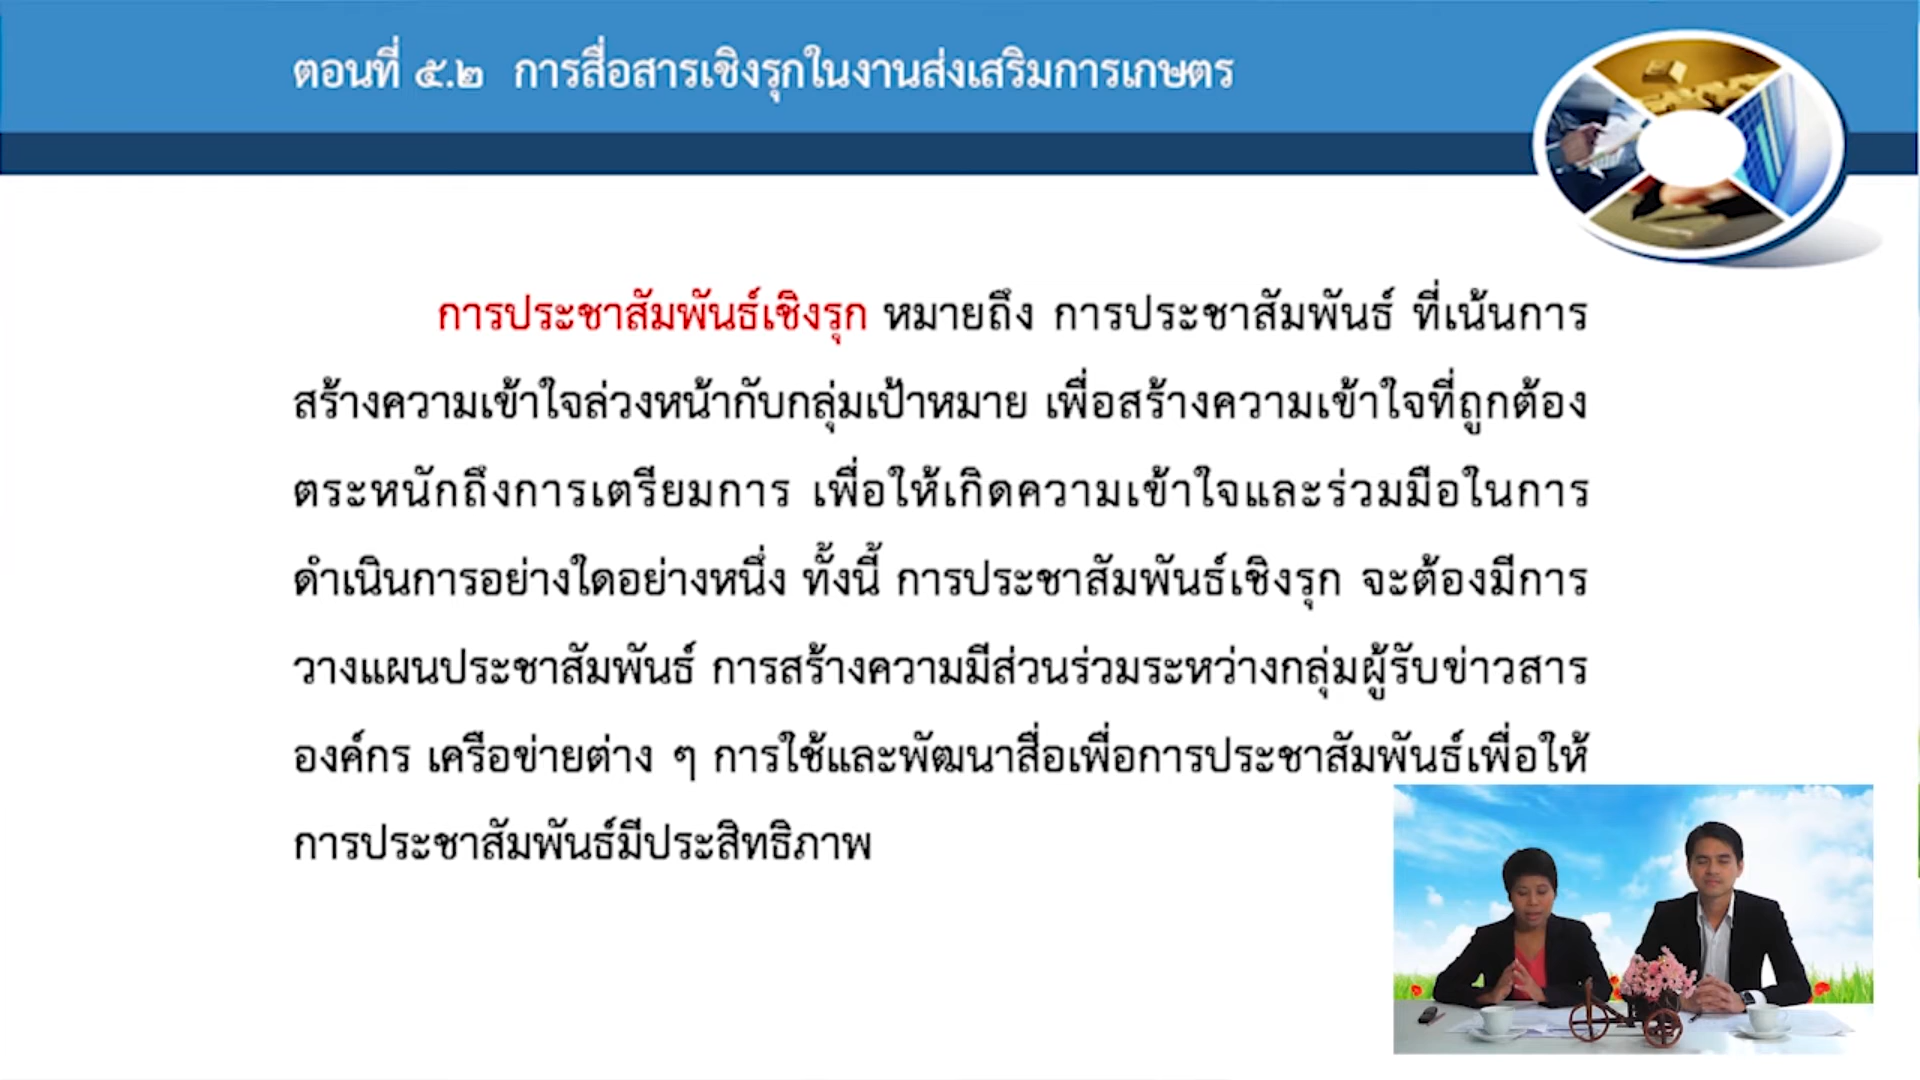 ตอนที่ ๕.๒ การสื่อสารเชิงรุกในงานส่งเสริมการเกษตร
การประชาสัมพันธ์เชิงรุก หมายถึง การประชาสัมพันธ์ ที่เน้นการ
สร้างความเข้าใจล่วงหน้ากับกลุ่มเป้าหมาย เพื่อสร้างความเข้าใจที่ถูกต้อง
ตระหนักถึงการเตรียมการ เพื่อให้เกิดความเข้าใจและร่วมมือในการ
ดำเนินการอย่างใดอย่างหนึ่ง ทั้งนี้ การประชาสัมพันธ์เชิงรุก จะต้องมีการ
วางแผนประชาสัมพันธ์ การสร้างความมีส่วนร่วมระหว่างกลุ่มผู้รับข่าวสาร
องค์กร เครือข่ายต่าง ๆ การใช้และพัฒนาสื่อเพื่อการประชาสัมพันธ์เพื่อให้
การประชาสัมพันธ์มีประสิทธิภาพ